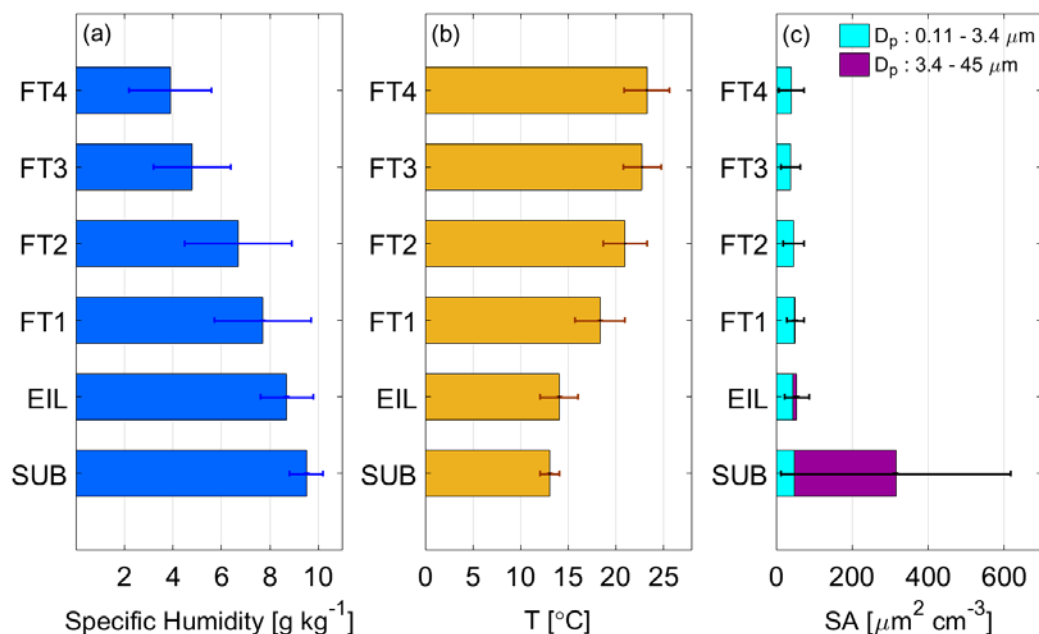 (a)
FT4
FT3
FT2
FT1
EIL
SUB
2 4 6 8 10
Specific Humidity [g kg⁻¹]
(b)
FT4
FT3
FT2
FT1
EIL
SUB
0 5 10 15 20 25
T [°C]
(c)
Dₚ : 0.11 - 3.4 μm
Dₚ : 3.4 - 45 μm
FT4
FT3
FT2
FT1
EIL
SUB
0 200 400 600
SA [μm² cm⁻³]